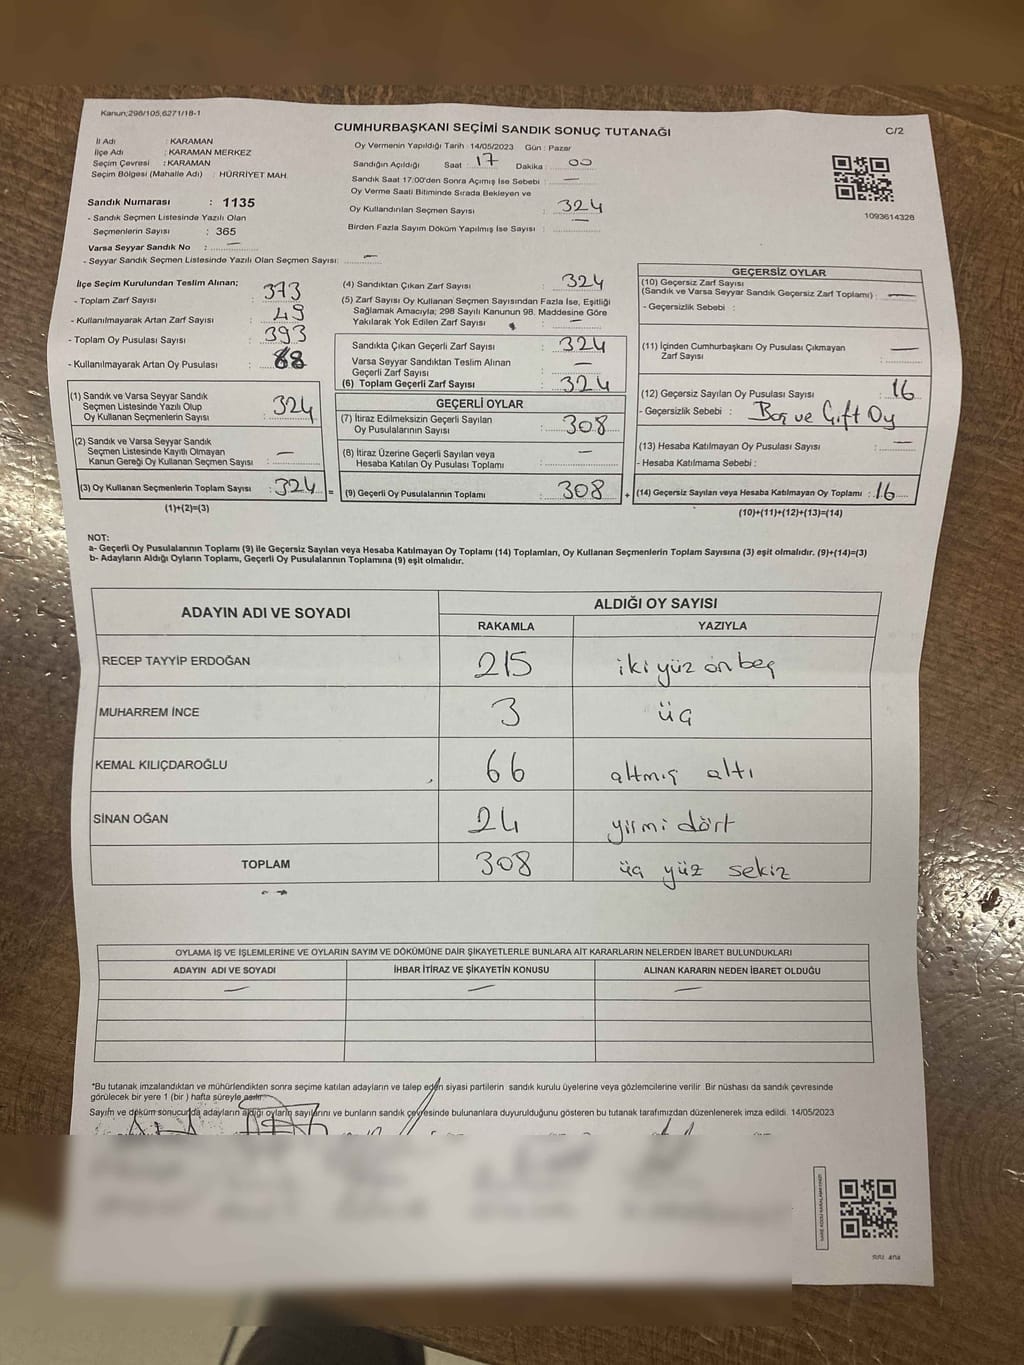 Kanun;298/105,6271/18-1
CUMHURBAŞKANI SEÇİMİ SANDIK SONUÇ TUTANAĞI
C/2
İl Adı : KARAMAN
İlçe Adı : KARAMAN MERKEZ
Seçim Çevresi : KARAMAN
Seçim Bölgesi (Mahalle Adı) : HÜRRİYET MAH.
Sandık Numarası : 1135
- Sandık Seçmen Listesinde Yazılı Olan
Seçmenlerin Sayısı : 365
Varsa Seyyar Sandık No : —
- Seyyar Sandık Seçmen Listesinde Yazılı Olan Seçmen Sayısı: —
Oy Vermenin Yapıldığı Tarih : 14/05/2023 Gün : Pazar
Sandığın Açıldığı Saat : 17 Dakika : 00
Sandık Saat 17:00'den Sonra Açımış İse Sebebi : —
Oy Verme Saati Bitiminde Sırada Bekleyen ve
Oy Kullandırılan Seçmen Sayısı : 324
Birden Fazla Sayım Döküm Yapılmış İse Sayısı : —
1093614328
İlçe Seçim Kurulundan Teslim Alınan;
- Toplam Zarf Sayısı : 373
- Kullanılmayarak Artan Zarf Sayısı : 49
- Toplam Oy Pusulası Sayısı : 393
- Kullanılmayarak Artan Oy Pusulası :
(1) Sandık ve Varsa Seyyar Sandık
Seçmen Listesinde Yazılı Olup
Oy Kullanan Seçmenlerin Sayısı : 324
(2) Sandık ve Varsa Seyyar Sandık
Seçmen Listesinde Kayıtlı Olmayan
Kanun Gereği Oy Kullanan Seçmen Sayısı : —
(3) Oy Kullanan Seçmenlerin Toplam Sayısı : 324 =
(1)+(2)=(3)
(4) Sandıktan Çıkan Zarf Sayısı : 324
(5) Zarf Sayısı Oy Kullanan Seçmen Sayısından Fazla İse, Eşitliği
Sağlamak Amacıyla; 298 Sayılı Kanunun 98. Maddesine Göre
Yakılarak Yok Edilen Zarf Sayısı : —
Sandıkta Çıkan Geçerli Zarf Sayısı : 324
Varsa Seyyar Sandıktan Teslim Alınan
Geçerli Zarf Sayısı : —
(6) Toplam Geçerli Zarf Sayısı : 324
GEÇERLİ OYLAR
(7) İtiraz Edilmeksizin Geçerli Sayılan
Oy Pusulalarının Sayısı : 308
(8) İtiraz Üzerine Geçerli Sayılan veya
Hesaba Katılan Oy Pusulası Toplamı : —
(9) Geçerli Oy Pusulalarının Toplamı : 308 +
GEÇERSİZ OYLAR
(10) Geçersiz Zarf Sayısı
(Sandık ve Varsa Seyyar Sandık Geçersiz Zarf Toplamı) : —
- Geçersizlik Sebebi :
(11) İçinden Cumhurbaşkanı Oy Pusulası Çıkmayan
Zarf Sayısı : —
(12) Geçersiz Sayılan Oy Pusulası Sayısı : 16
- Geçersizlik Sebebi : Boş ve Çift Oy
(13) Hesaba Katılmayan Oy Pusulası Sayısı : —
- Hesaba Katılmama Sebebi :
(14) Geçersiz Sayılan veya Hesaba Katılmayan Oy Toplamı : 16
(10)+(11)+(12)+(13)=(14)
NOT:
a- Geçerli Oy Pusulalarının Toplamı (9) ile Geçersiz Sayılan veya Hesaba Katılmayan Oy Toplamı (14) Toplamları, Oy Kullanan Seçmenlerin Toplam Sayısına (3) eşit olmalıdır. (9)+(14)=(3)
b- Adayların Aldığı Oyların Toplamı, Geçerli Oy Pusulalarının Toplamına (9) eşit olmalıdır.
ADAYIN ADI VE SOYADI ALDIĞI OY SAYISI
RAKAMLA YAZIYLA
RECEP TAYYİP ERDOĞAN 215 iki yüz on beş
MUHARREM İNCE 3 üç
KEMAL KILIÇDAROĞLU 66 altmış altı
SİNAN OĞAN 24 yirmi dört
TOPLAM 308 üç yüz sekiz
OYLAMA İŞ VE İŞLEMLERİNE VE OYLARIN SAYIM VE DÖKÜMÜNE DAİR ŞİKAYETLERLE BUNLARA AİT KARARLARIN NELERDEN İBARET BULUNDUKLARI
ADAYIN ADI VE SOYADI İHBAR İTİRAZ VE ŞİKAYETİN KONUSU ALINAN KARARIN NEDEN İBARET OLDUĞU
— — —
*Bu tutanak imzalandıktan ve mühürlendikten sonra seçime katılan adayların ve talep eden siyasi partilerin sandık kurulu üyelerine veya gözlemcilerine verilir. Bir nüshası da sandık çevresinde
görülecek bir yere 1 (bir) hafta süreyle asılır
Sayım ve döküm sonucunda adayların aldığı oyların sayılarını ve bunların sandık çevresinde bulunanlara duyurulduğunu gösteren bu tutanak tarafımızdan düzenlenerek imza edildi. 14/05/2023